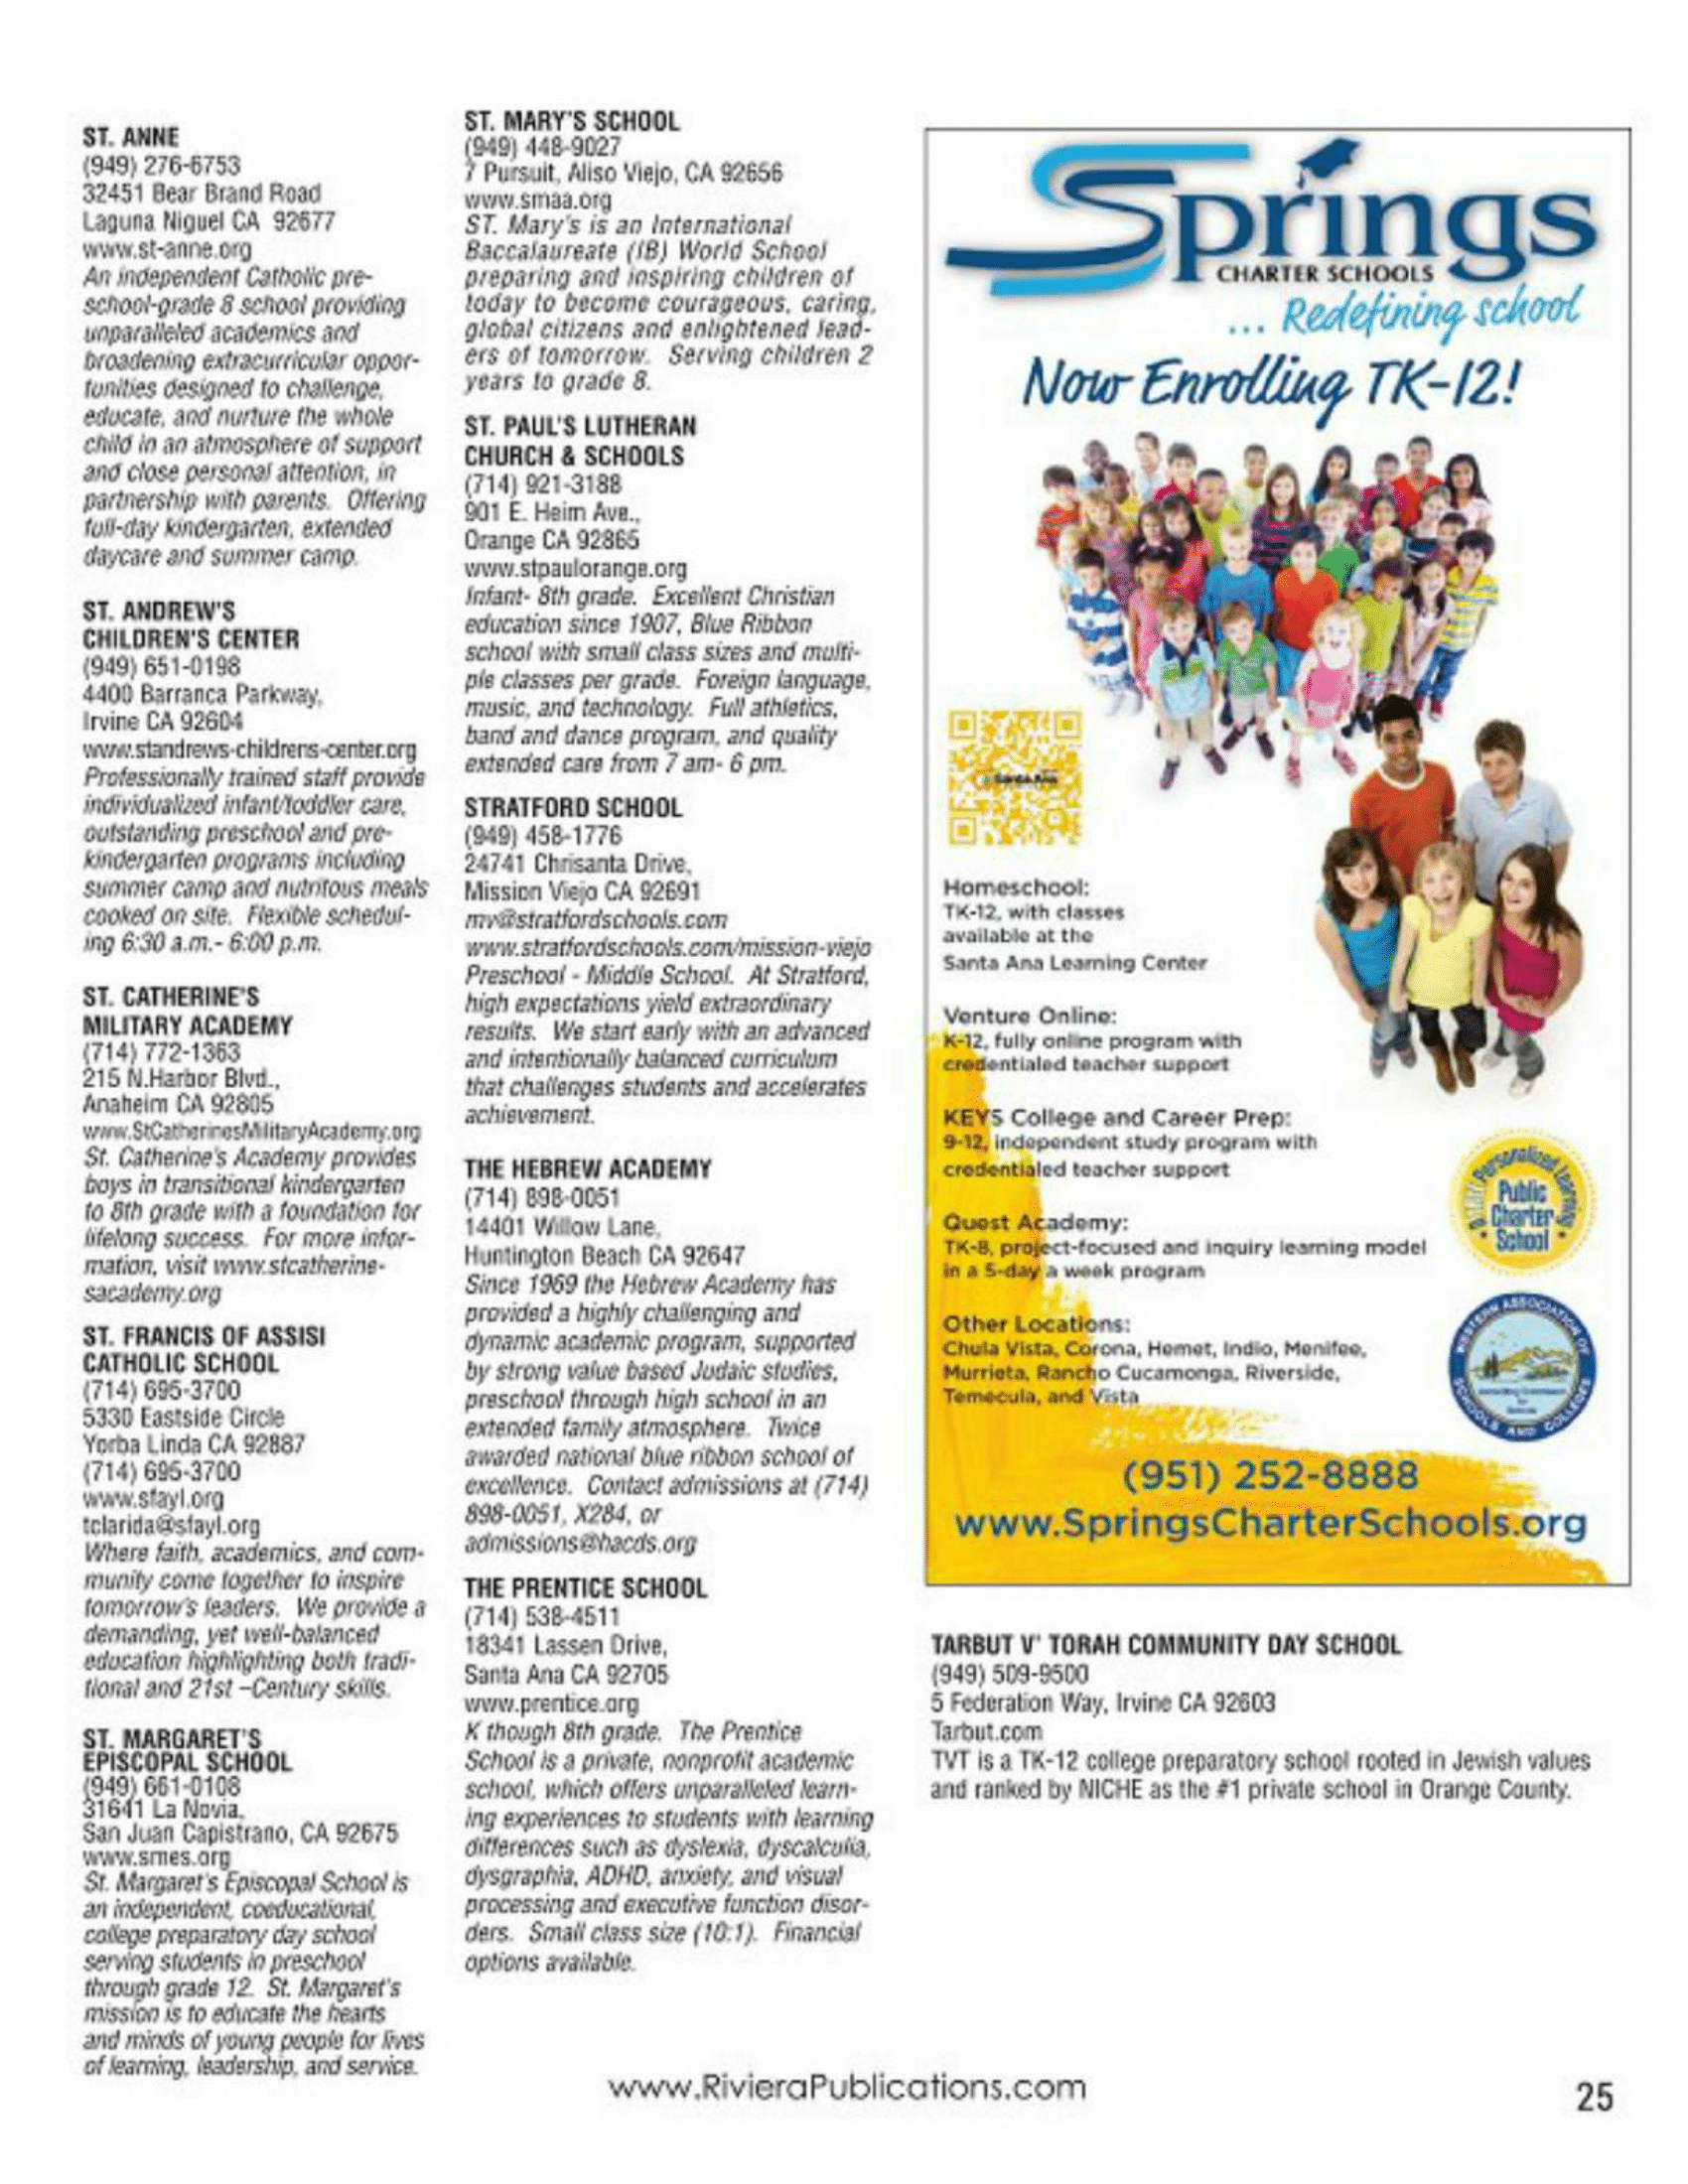 ST. ANNE
(949) 276-6753
32451 Bear Brand Road
Laguna Niguel CA 92677
www.st-anne.org
An independent Catholic pre-
school-grade 8 school providing
unparalleled academics and
broadening extracurricular oppor-
tunities designed to challenge,
educate, and nurture the whole
child in an atmosphere of support
and close personal attention, in
partnership with parents. Offering
full-day kindergarten, extended
daycare and summer camp.
ST. ANDREW'S
CHILDREN'S CENTER
(949) 651-0198
4400 Barranca Parkway,
Irvine CA 92604
www.standrews-childrens-center.org
Professionally trained staff provide
individualized infant/toddler care,
outstanding preschool and pre-
kindergarten programs including
summer camp and nutritous meals
cooked on site. Flexible schedul-
ing 6:30 a.m.- 6:00 p.m.
ST. CATHERINE'S
MILITARY ACADEMY
(714) 772-1363
215 N.Harbor Blvd.,
Anaheim CA 92805
www.StCatherinesMilitaryAcademy.org
St. Catherine's Academy provides
boys in transitional kindergarten
to 8th grade with a foundation for
lifelong success. For more infor-
mation, visit www.stcatherine-
sacademy.org
ST. FRANCIS OF ASSISI
CATHOLIC SCHOOL
(714) 695-3700
5330 Eastside Circle
Yorba Linda CA 92887
(714) 695-3700
www.sfayl.org
tclarida@sfayl.org
Where faith, academics, and com-
munity come together to inspire
tomorrow's leaders. We provide a
demanding, yet well-balanced
education highlighting both tradi-
tional and 21st –Century skills.
ST. MARGARET'S
EPISCOPAL SCHOOL
(949) 661-0108
31641 La Novia,
San Juan Capistrano, CA 92675
www.smes.org
St. Margaret's Episcopal School is
an independent, coeducational,
college preparatory day school
serving students in preschool
through grade 12. St. Margaret's
mission is to educate the hearts
and minds of young people for lives
of learning, leadership, and service.
ST. MARY'S SCHOOL
(949) 448-9027
7 Pursuit, Aliso Viejo, CA 92656
www.smaa.org
ST. Mary's is an International
Baccalaureate (IB) World School
preparing and inspiring children of
today to become courageous, caring,
global citizens and enlightened lead-
ers of tomorrow. Serving children 2
years to grade 8.
ST. PAUL'S LUTHERAN
CHURCH & SCHOOLS
(714) 921-3188
901 E. Heim Ave.,
Orange CA 92865
www.stpaulorange.org
Infant- 8th grade. Excellent Christian
education since 1907, Blue Ribbon
school with small class sizes and multi-
ple classes per grade. Foreign language,
music, and technology. Full athletics,
band and dance program, and quality
extended care from 7 am- 6 pm.
STRATFORD SCHOOL
(949) 458-1776
24741 Chrisanta Drive,
Mission Viejo CA 92691
mv@stratfordschools.com
www.stratfordschools.com/mission-viejo
Preschool - Middle School. At Stratford,
high expectations yield extraordinary
results. We start early with an advanced
and intentionally balanced curriculum
that challenges students and accelerates
achievement.
THE HEBREW ACADEMY
(714) 898-0051
14401 Willow Lane,
Huntington Beach CA 92647
Since 1969 the Hebrew Academy has
provided a highly challenging and
dynamic academic program, supported
by strong value based Judaic studies,
preschool through high school in an
extended family atmosphere. Twice
awarded national blue ribbon school of
excellence. Contact admissions at (714)
898-0051, X284, or
admissions@hacds.org
THE PRENTICE SCHOOL
(714) 538-4511
18341 Lassen Drive,
Santa Ana CA 92705
www.prentice.org
K though 8th grade. The Prentice
School is a private, nonprofit academic
school, which offers unparalleled learn-
ing experiences to students with learning
differences such as dyslexia, dyscalculia,
dysgraphia, ADHD, anxiety, and visual
processing and executive function disor-
ders. Small class size (10:1). Financial
options available.
Springs
CHARTER SCHOOLS
... Redefining school
Now Enrolling TK-12!
Santa Ana
Homeschool:
TK-12, with classes
available at the
Santa Ana Learning Center
Venture Online:
K-12, fully online program with
credentialed teacher support
KEYS College and Career Prep:
9-12, independent study program with
credentialed teacher support
Quest Academy:
TK-8, project-focused and inquiry learning model
in a 5-day a week program
Other Locations:
Chula Vista, Corona, Hemet, Indio, Menifee,
Murrieta, Rancho Cucamonga, Riverside,
Temecula, and Vista
Personalized Learning
Public
Charter
School
WESTERN ASSOCIATION OF
SCHOOLS AND COLLEGES
(951) 252-8888
www.SpringsCharterSchools.org
TARBUT V' TORAH COMMUNITY DAY SCHOOL
(949) 509-9500
5 Federation Way, Irvine CA 92603
Tarbut.com
TVT is a TK-12 college preparatory school rooted in Jewish values
and ranked by NICHE as the #1 private school in Orange County.
www.RivieraPublications.com
25